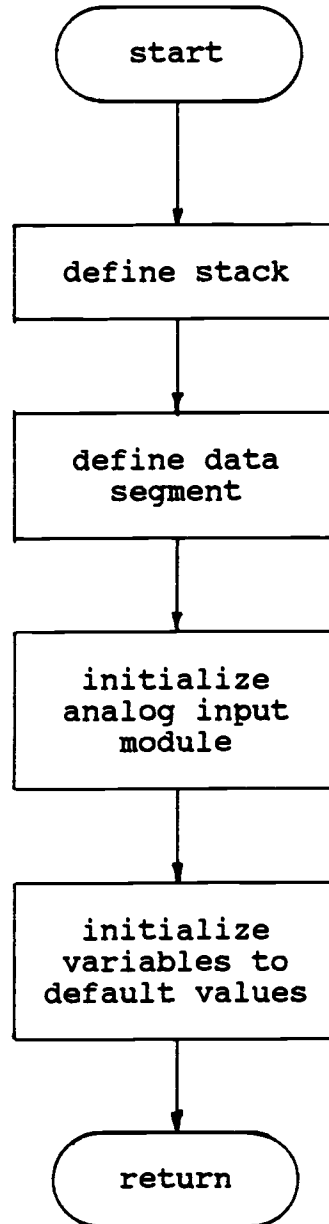 start
define stack
define data
segment
initialize
analog input
module
initialize
variables to
default values
return